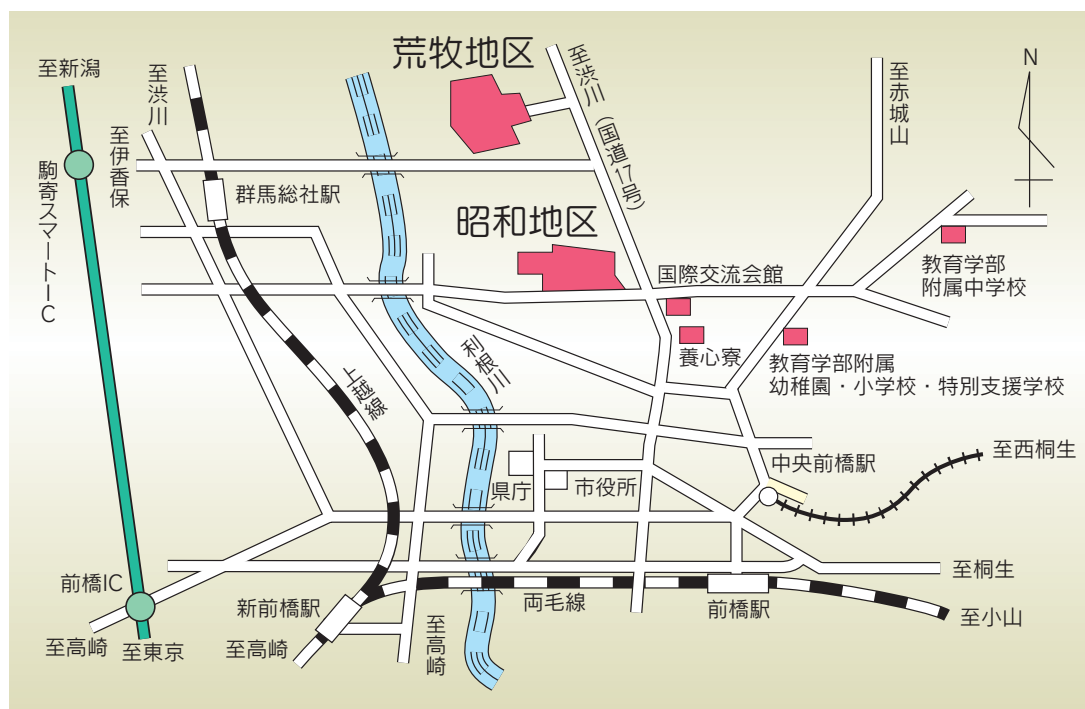 荒牧地区
至新潟
至渋川
至渋川（国道17号）
N
至赤城山
至伊香保
駒寄スマートIC
群馬総社駅
昭和地区
国際交流会館
教育学部
附属中学校
利根川
養心寮
教育学部附属
幼稚園・小学校・特別支援学校
上越線
中央前橋駅
至西桐生
県庁
市役所
前橋IC
新前橋駅
両毛線
前橋駅
至桐生
至小山
至高崎
至東京
至高崎
至高崎